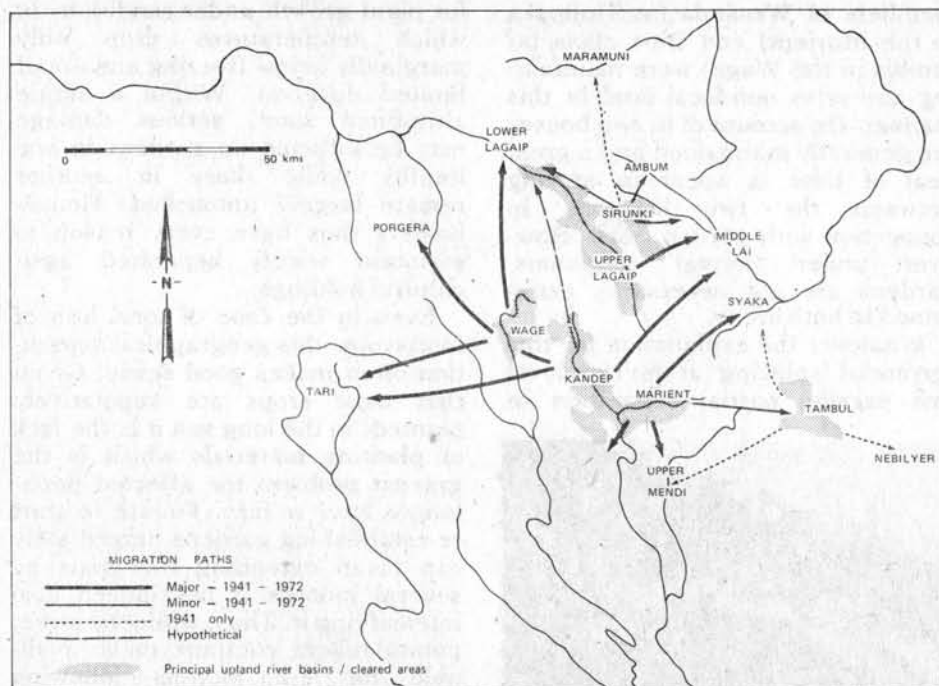 MARAMUNI
LOWER
LAGAIP
0 50 kms
AMBUM
SIRUNKI
PORGERA
MIDDLE
LAI
UPPER
LAGAIP
-N-
SYAKA
WAGE
KANDEP
TARI
MARIENT
TAMBUL
NEBILYER
UPPER
MENDI
MIGRATION PATHS
Major - 1941 - 1972
Minor - 1941 - 1972
1941 only
Hypothetical
Principal upland river basins / cleared areas